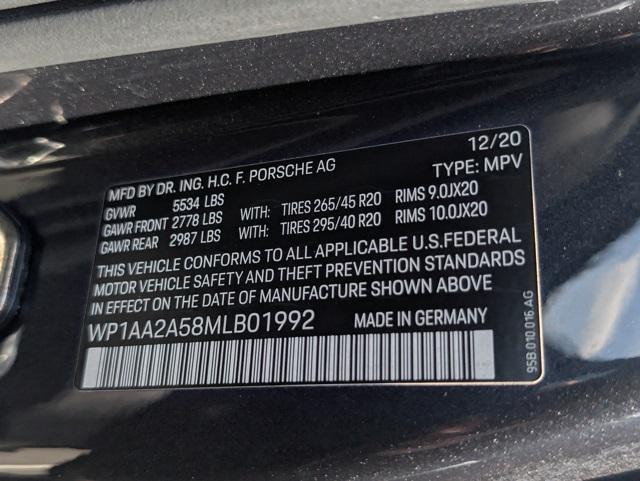 12/20
MFD BY DR. ING. H.C. F. PORSCHE AG TYPE: MPV
GVWR 5534 LBS
GAWR FRONT 2778 LBS WITH: TIRES 265/45 R20 RIMS 9.0JX20
GAWR REAR 2987 LBS WITH: TIRES 295/40 R20 RIMS 10.0JX20
THIS VEHICLE CONFORMS TO ALL APPLICABLE U.S.FEDERAL
MOTOR VEHICLE SAFETY AND THEFT PREVENTION STANDARDS
IN EFFECT ON THE DATE OF MANUFACTURE SHOWN ABOVE
WP1AA2A58MLB01992 MADE IN GERMANY
95B.010.016.AG